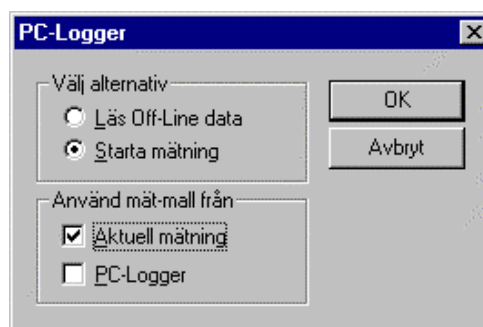 PC-Logger
Välj alternativ
Läs Off-Line data
Starta mätning
OK
Avbryt
Använd mät-mall från
Aktuell mätning
PC-Logger